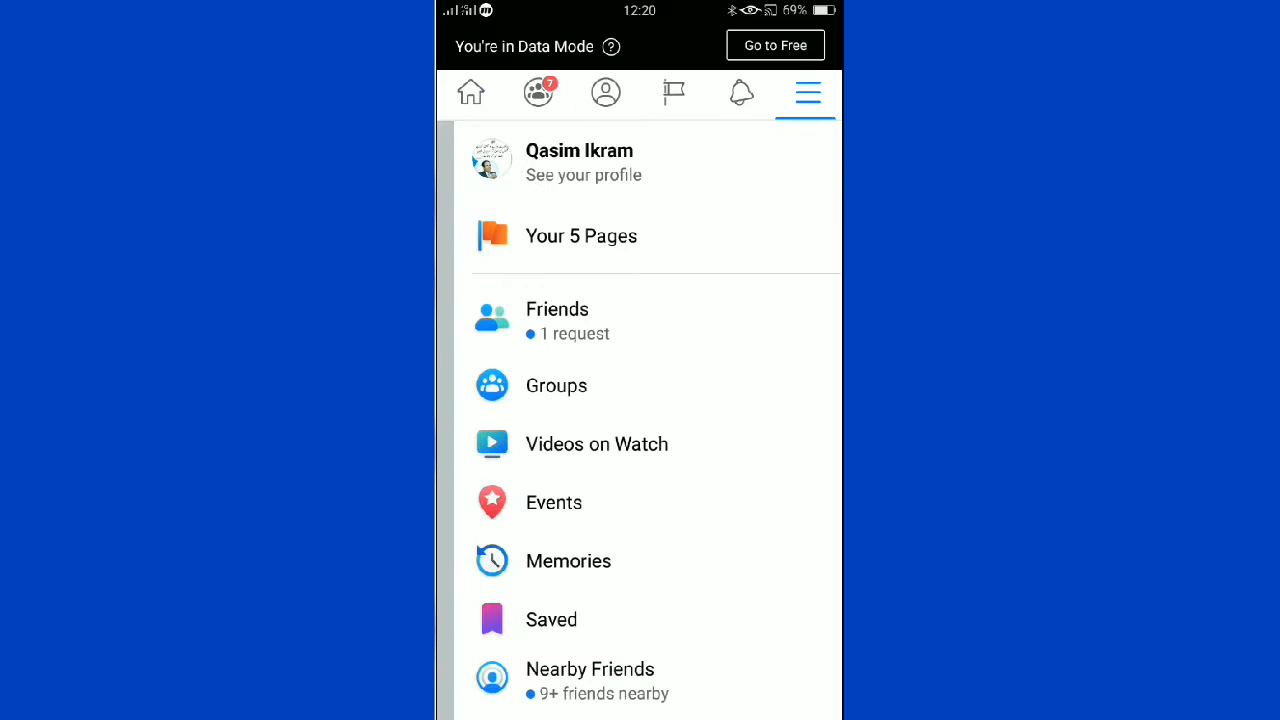 12:20
69%
You're in Data Mode ?
Go to Free
7
Qasim Ikram
See your profile
Your 5 Pages
Friends
1 request
Groups
Videos on Watch
Events
Memories
Saved
Nearby Friends
9+ friends nearby